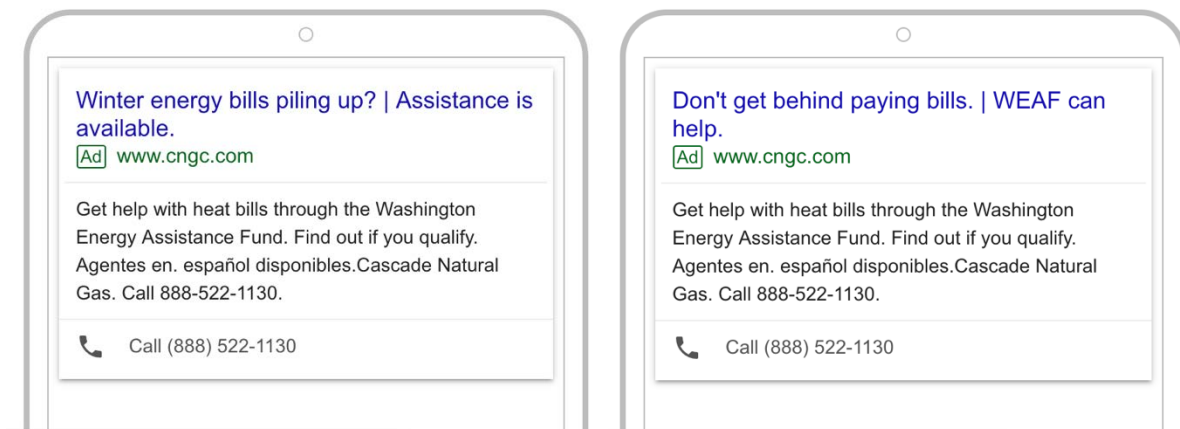 Winter energy bills piling up? | Assistance is
available.
Ad www.cngc.com
Get help with heat bills through the Washington
Energy Assistance Fund. Find out if you qualify.
Agentes en. español disponibles.Cascade Natural
Gas. Call 888-522-1130.
Call (888) 522-1130
Don't get behind paying bills. | WEAF can
help.
Ad www.cngc.com
Get help with heat bills through the Washington
Energy Assistance Fund. Find out if you qualify.
Agentes en. español disponibles.Cascade Natural
Gas. Call 888-522-1130.
Call (888) 522-1130